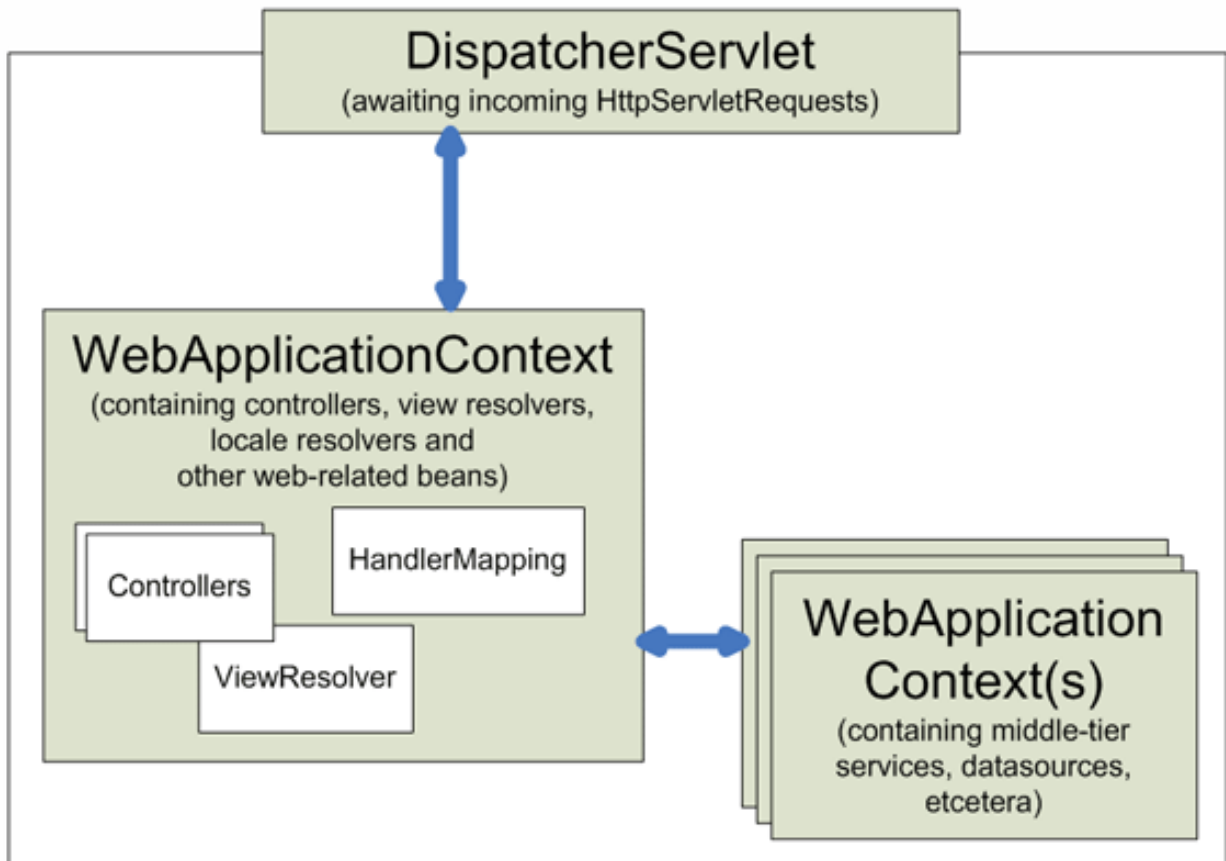 DispatcherServlet
(awaiting incoming HttpServletRequests)
WebApplicationContext
(containing controllers, view resolvers,
locale resolvers and
other web-related beans)
HandlerMapping
Controllers
ViewResolver
WebApplication
Context(s)
(containing middle-tier
services, datasources,
etcetera)